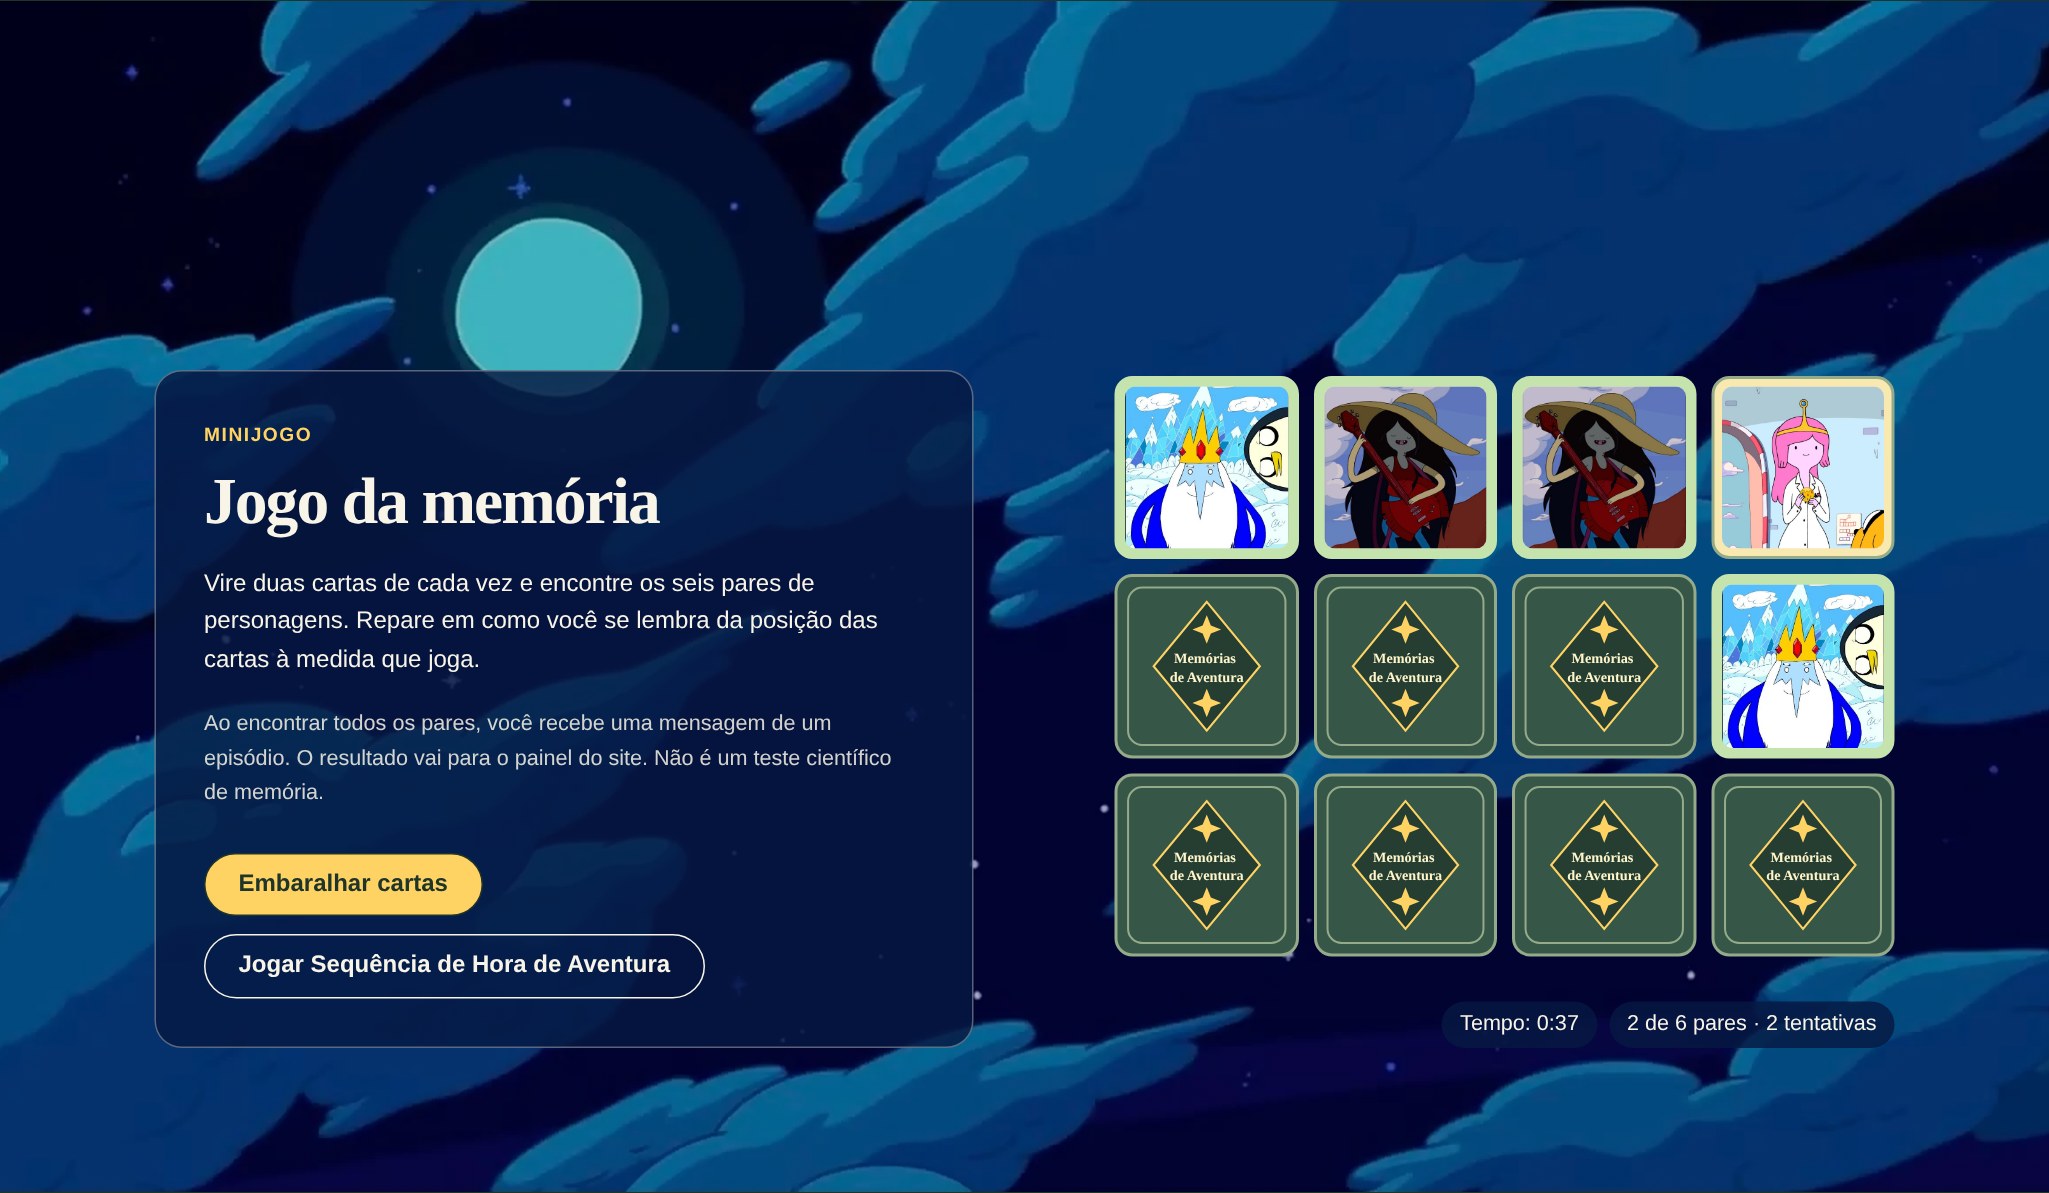 MINIJOGO
Jogo da memória
Vire duas cartas de cada vez e encontre os seis pares de
personagens. Repare em como você se lembra da posição das
cartas à medida que joga.
Ao encontrar todos os pares, você recebe uma mensagem de um
episódio. O resultado vai para o painel do site. Não é um teste científico
de memória.
Embaralhar cartas
Jogar Sequência de Hora de Aventura
Memórias
de Aventura
Memórias
de Aventura
Memórias
de Aventura
Memórias
de Aventura
Memórias
de Aventura
Memórias
de Aventura
Memórias
de Aventura
Tempo: 0:37
2 de 6 pares · 2 tentativas